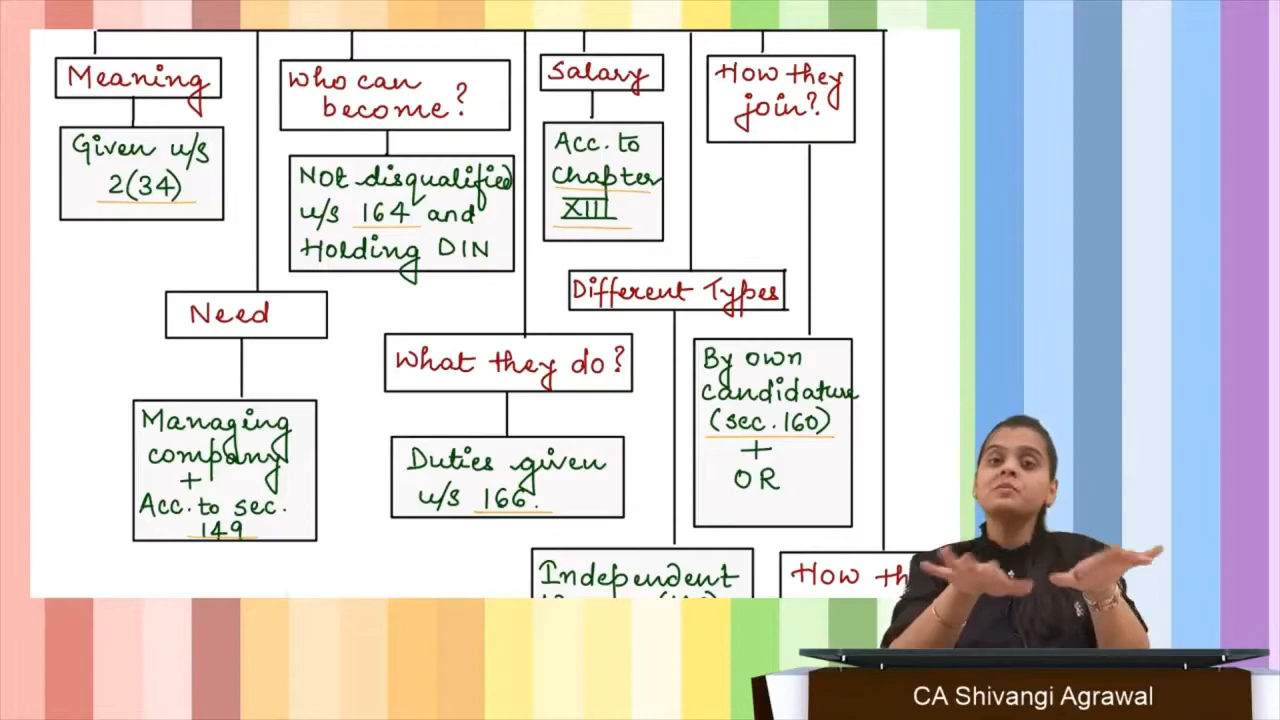 Meaning
Given u/s
2(34)
Need
Managing
company
+
Acc. to sec.
149
Who can
become?
Not disqualified
u/s 164 and
Holding DIN
What they do?
Duties given
u/s 166.
Salary
Acc. to
Chapter
XIII
Different Types
Independent
How they
join?
By own
candidature
(sec. 160)
+
OR
How th
CA Shivangi Agrawal